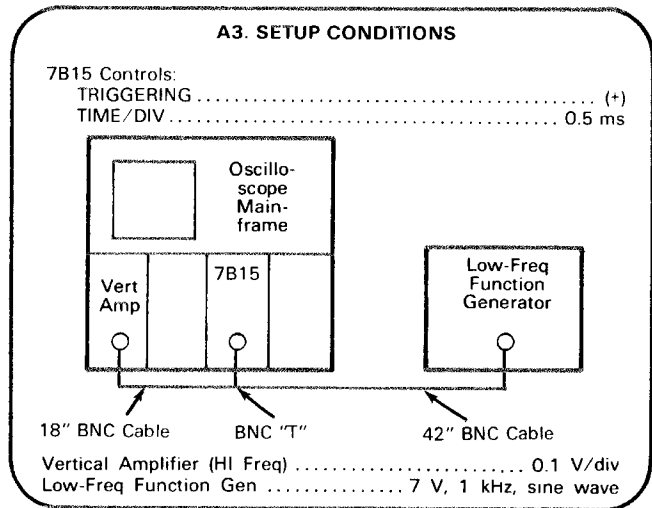 A3. SETUP CONDITIONS
7B15 Controls:
TRIGGERING ........................................ (+)
TIME/DIV ........................................ 0.5 ms
Oscillo-
scope
Main-
frame
Vert
Amp
7B15
Low-Freq
Function
Generator
18" BNC Cable
BNC "T"
42" BNC Cable
Vertical Amplifier (HI Freq) ........................ 0.1 V/div
Low-Freq Function Gen .............. 7 V, 1 kHz, sine wave